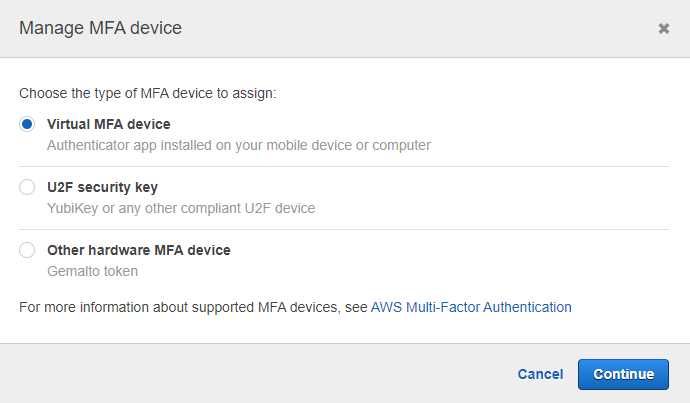 Manage MFA device
Choose the type of MFA device to assign:
Virtual MFA device
Authenticator app installed on your mobile device or computer
U2F security key
YubiKey or any other compliant U2F device
Other hardware MFA device
Gemalto token
For more information about supported MFA devices, see AWS Multi-Factor Authentication
Cancel Continue